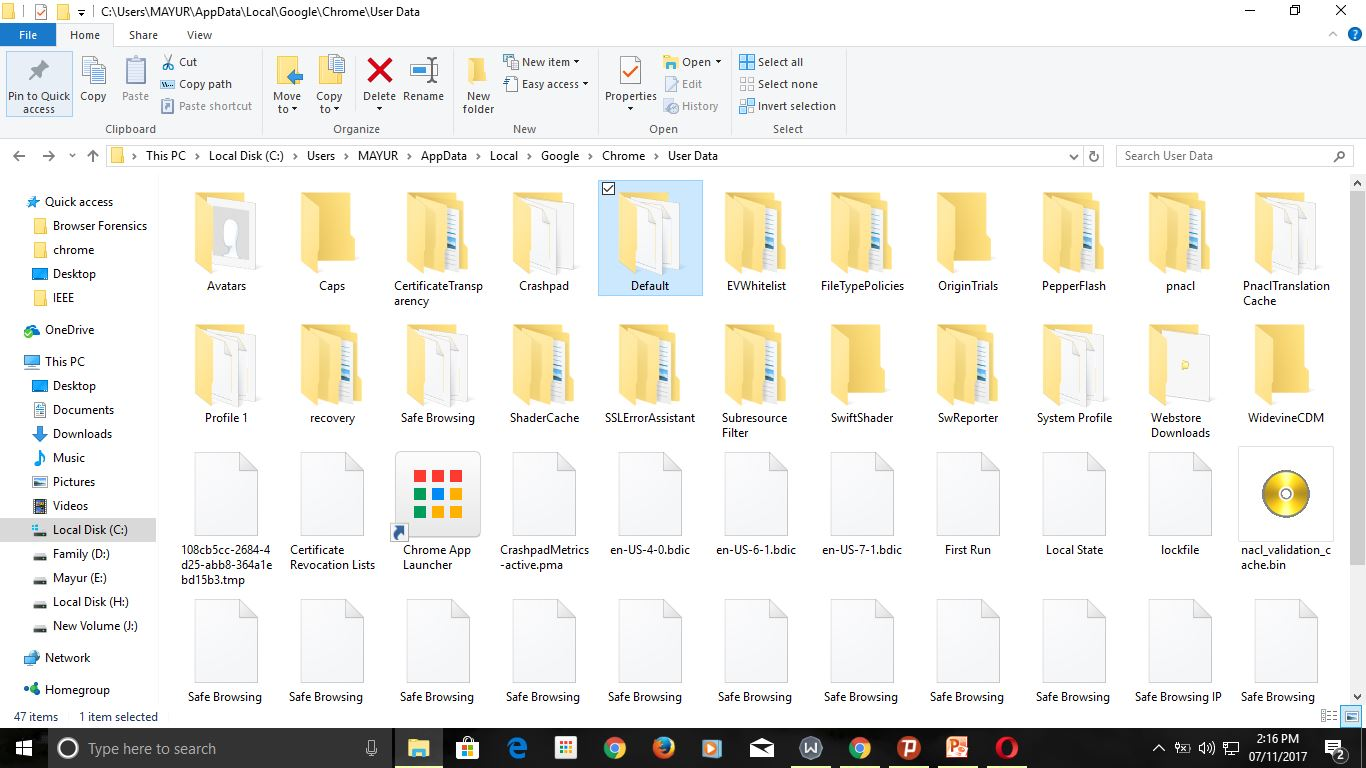 C:\Users\MAYUR\AppData\Local\Google\Chrome\User Data
File Home Share View
Pin to Quick
access
Copy
Paste
Cut
Copy path
Paste shortcut
Clipboard
Move
to
Copy
to
Delete
Rename
Organize
New
folder
New item
Easy access
New
Properties
Open
Edit
History
Open
Select all
Select none
Invert selection
Select
This PC Local Disk (C:) Users MAYUR AppData Local Google Chrome User Data
Search User Data
Quick access
Browser Forensics
chrome
Desktop
IEEE
OneDrive
This PC
Desktop
Documents
Downloads
Music
Pictures
Videos
Local Disk (C:)
Family (D:)
Mayur (E:)
Local Disk (H:)
New Volume (J:)
Network
Homegroup
Avatars
Caps
CertificateTransp
arency
Crashpad
Default
EVWhitelist
FileTypePolicies
OriginTrials
PepperFlash
pnacl
PnaclTranslation
Cache
Profile 1
recovery
Safe Browsing
ShaderCache
SSLErrorAssistant
Subresource
Filter
SwiftShader
SwReporter
System Profile
Webstore
Downloads
WidevineCDM
108cb5cc-2684-4
d25-abb8-364a1e
bd15b3.tmp
Certificate
Revocation Lists
Chrome App
Launcher
CrashpadMetrics
-active.pma
en-US-4-0.bdic
en-US-6-1.bdic
en-US-7-1.bdic
First Run
Local State
lockfile
nacl_validation_c
ache.bin
Safe Browsing
Safe Browsing
Safe Browsing
Safe Browsing
Safe Browsing
Safe Browsing
Safe Browsing
Safe Browsing
Safe Browsing
Safe Browsing IP
Safe Browsing
47 items 1 item selected
Type here to search
2:16 PM
07/11/2017
2